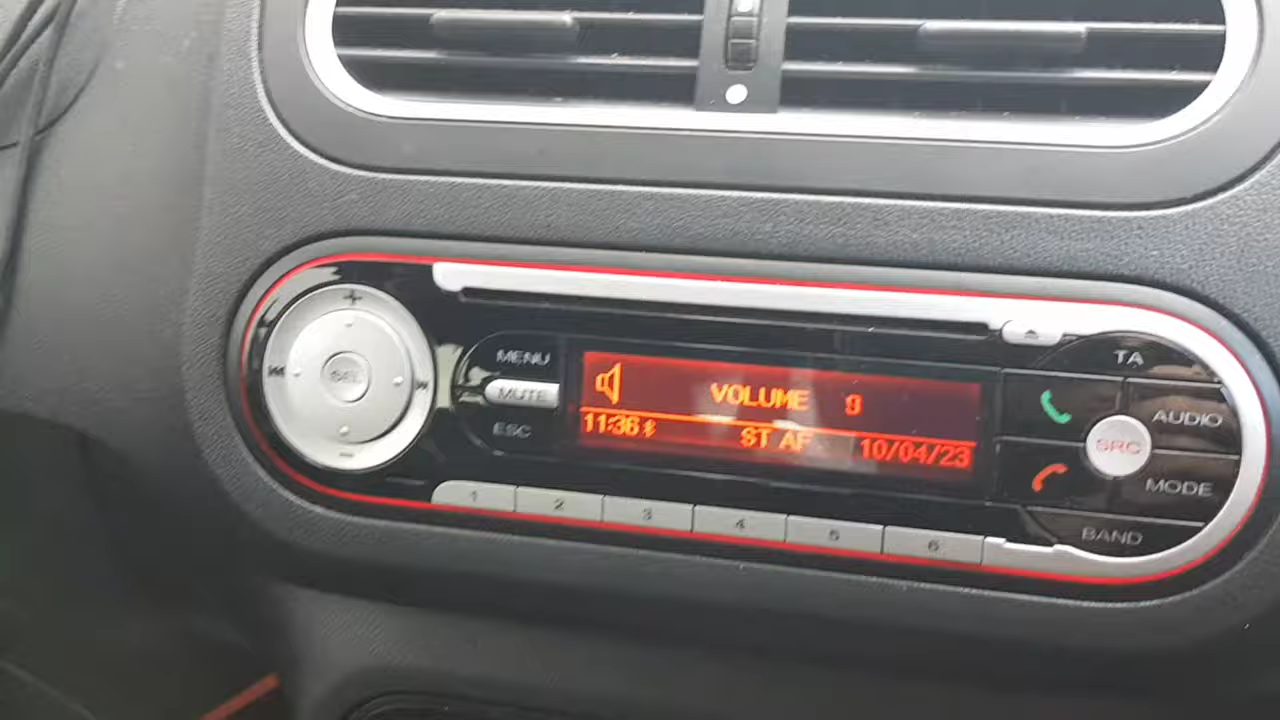 +
MENU
MUTE
ESC
VOLUME 9
11:36 ST AF 10/04/23
TA
AUDIO
SRC
MODE
BAND
1 2 3 4 5 6